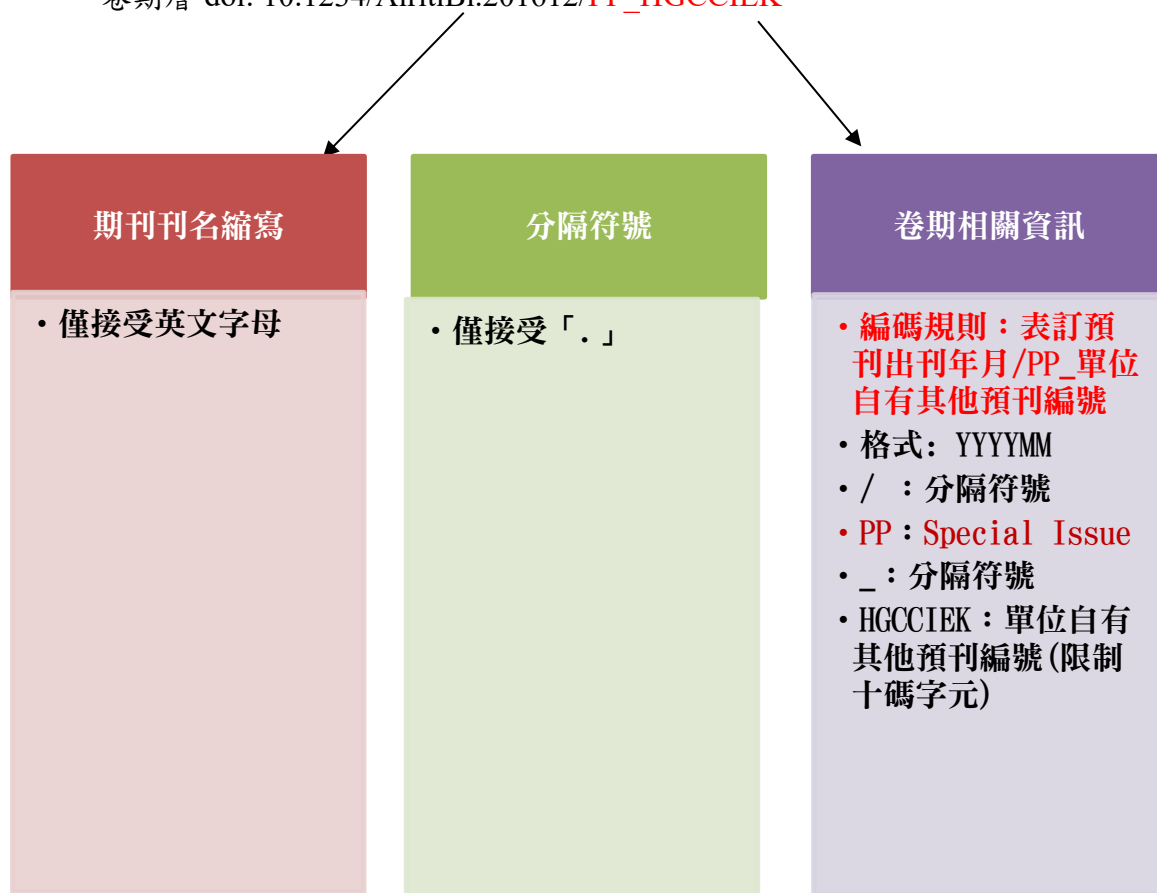 卷期層 doi:
期刊刊名縮寫
・僅接受英文字母
分隔符號
・僅接受「.」
卷期相關資訊
・編碼規則：表訂預
刊出刊年月/PP_單位
自有其他預刊編號
・格式: YYYYMM
・/ ：分隔符號
・PP：Special Issue
・_：分隔符號
・HGCCIEK：單位自有
其他預刊編號(限制
十碼字元)